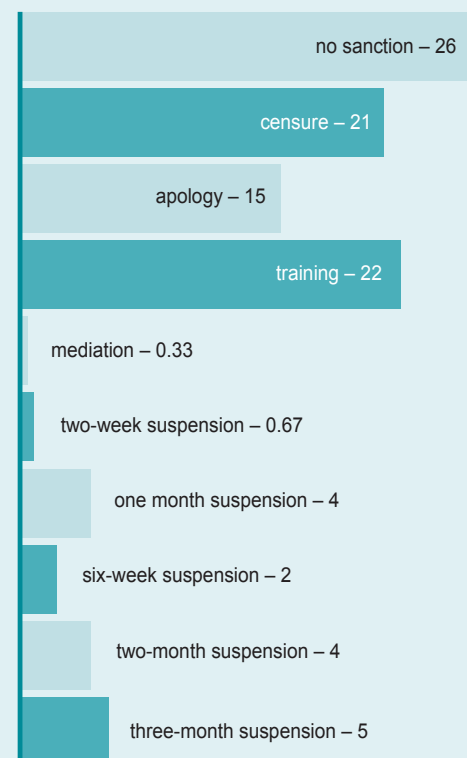 no sanction – 26
censure – 21
apology – 15
training – 22
mediation – 0.33
two-week suspension – 0.67
one month suspension – 4
six-week suspension – 2
two-month suspension – 4
three-month suspension – 5